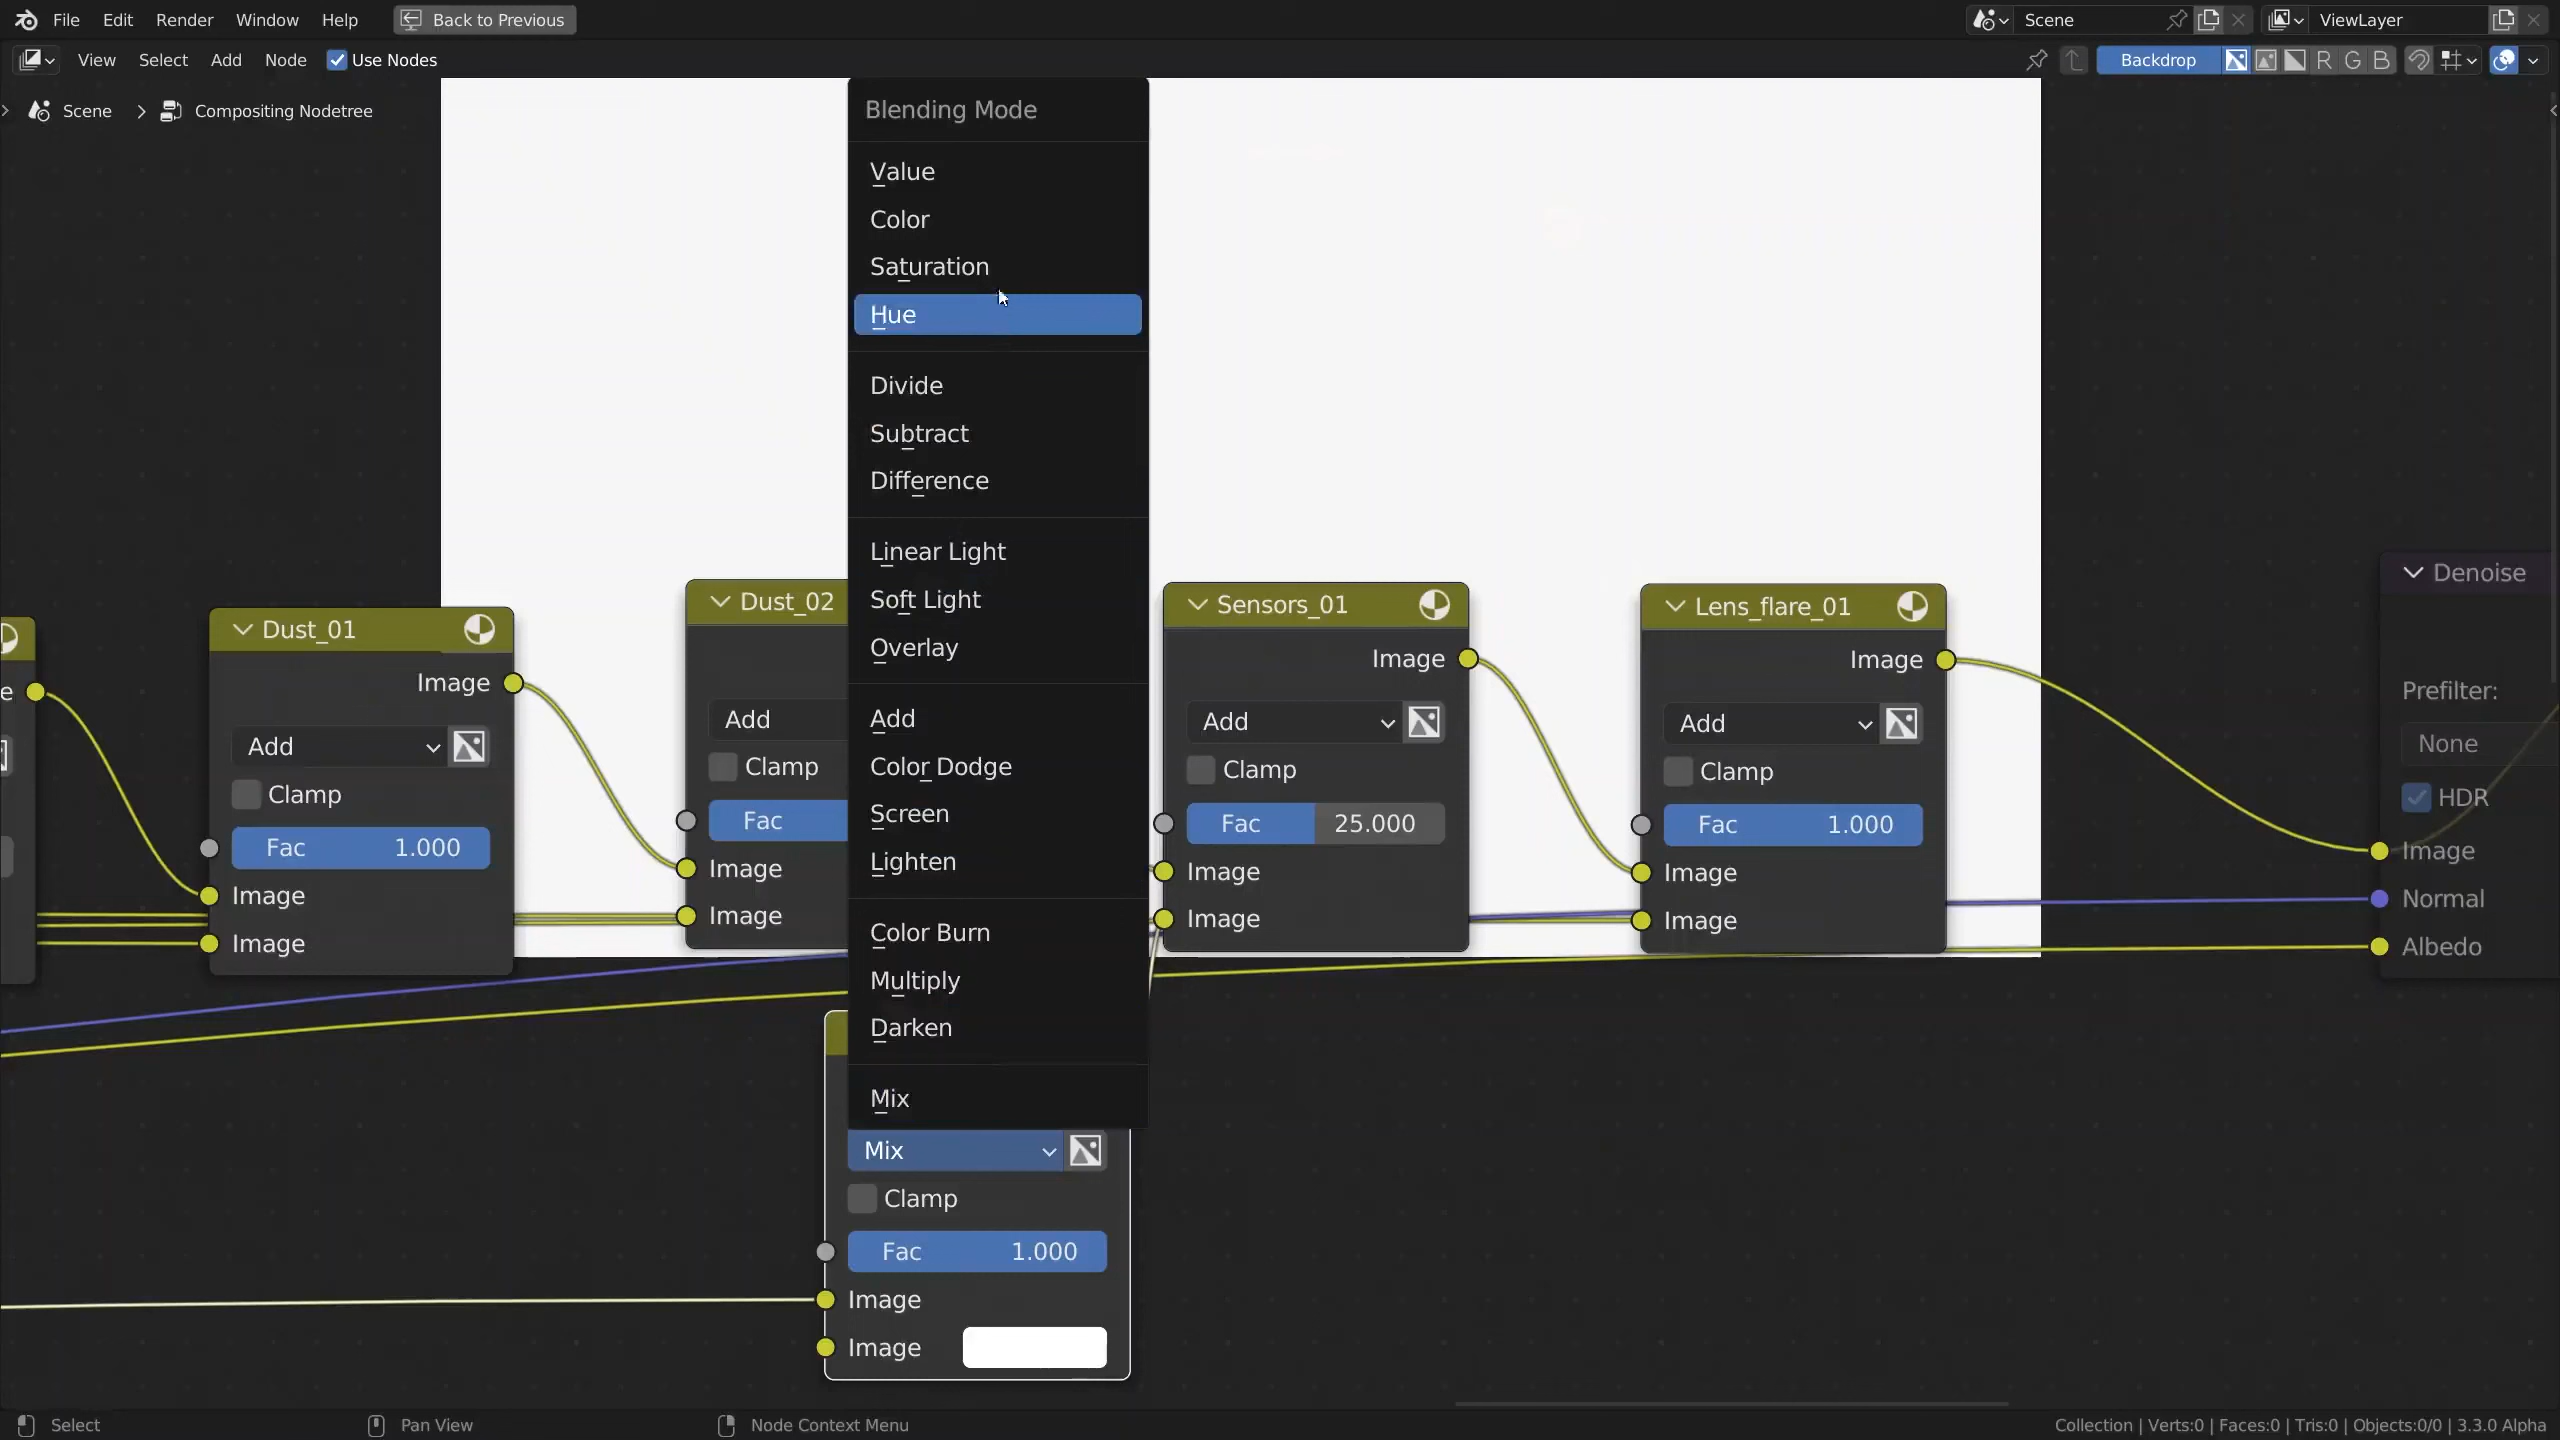 File Edit Render Window Help Back to Previous Scene ViewLayer
View Select Add Node Use Nodes Backdrop R G B
Scene Compositing Nodetree
Blending Mode
Value
Color
Saturation
Hue
Divide
Subtract
Difference
Linear Light
Soft Light
Overlay
Add
Color Dodge
Screen
Lighten
Color Burn
Multiply
Darken
Mix
e
Dust_01
Image
Add
Clamp
Fac 1.000
Image
Image
Dust_02
Add
Clamp
Fac
Image
Image
Sensors_01
Image
Add
Clamp
Fac 25.000
Image
Image
Lens_flare_01
Image
Add
Clamp
Fac 1.000
Image
Image
Denoise
Prefilter:
None
HDR
Image
Normal
Albedo
Mix
Clamp
Fac 1.000
Image
Image
Select Pan View Node Context Menu Collection | Verts:0 | Faces:0 | Tris:0 | Objects:0/0 | 3.3.0 Alpha